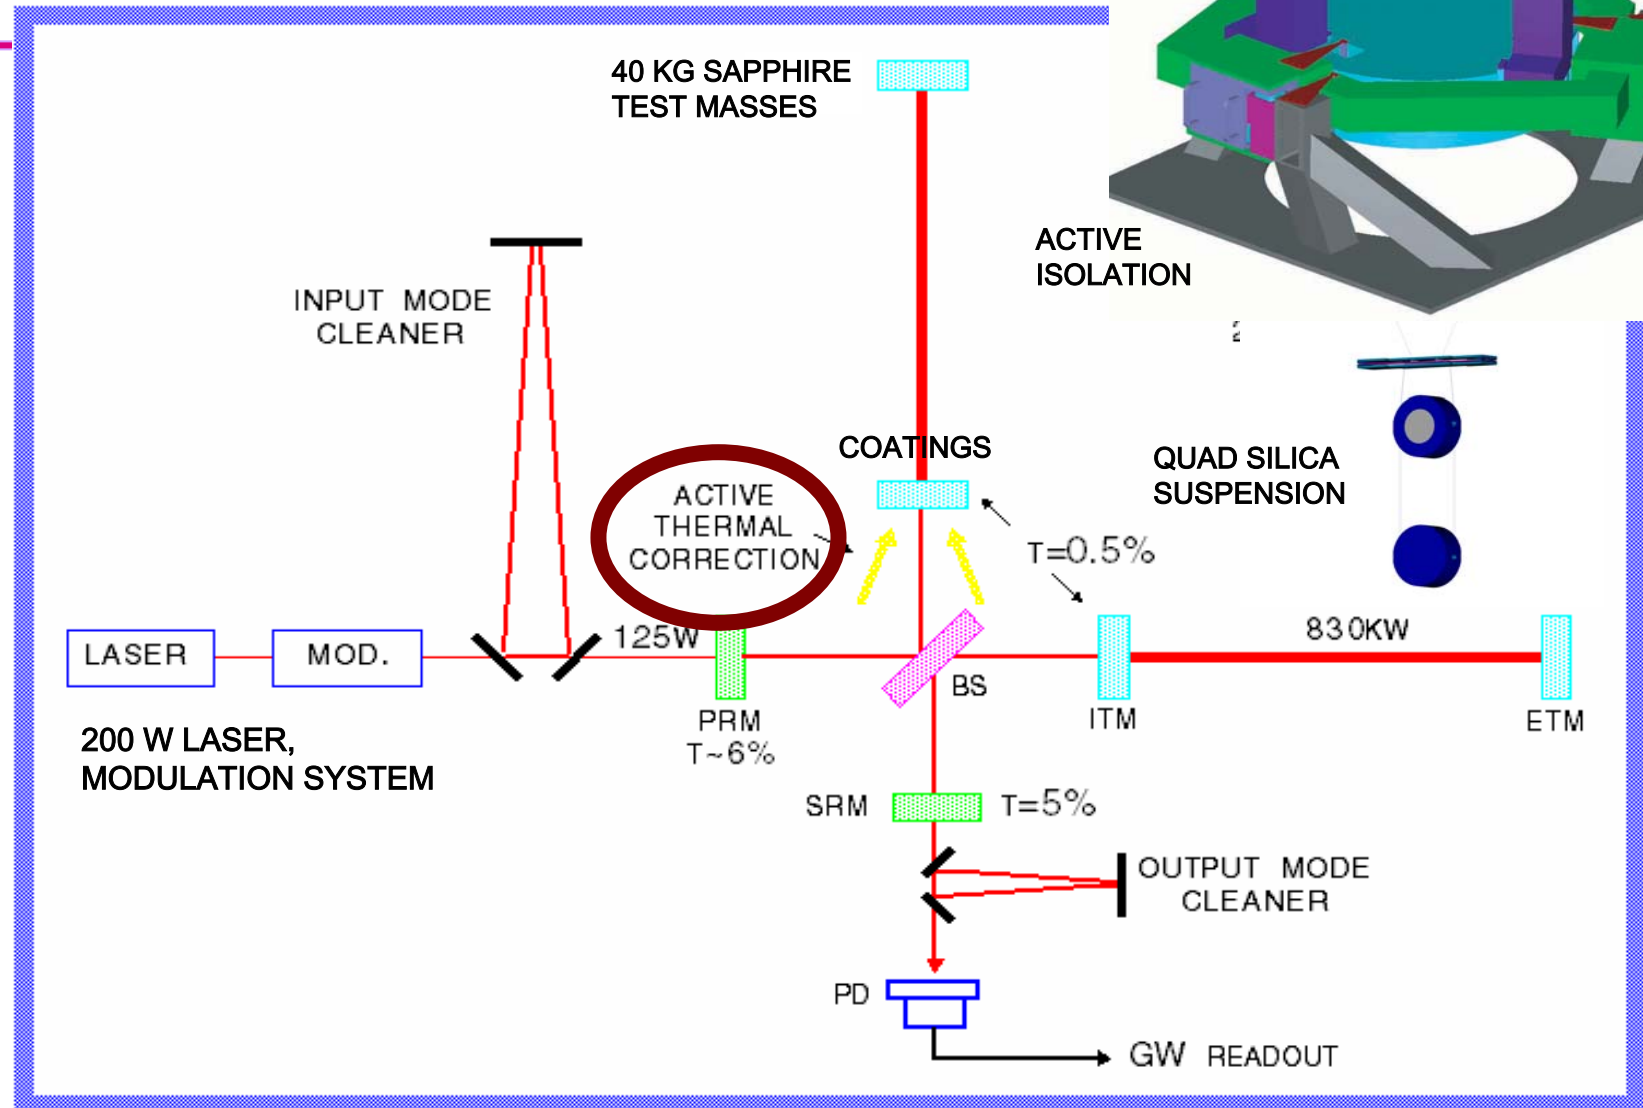 40 KG SAPPHIRE
TEST MASSES
ACTIVE
ISOLATION
INPUT MODE
CLEANER
COATINGS
QUAD SILICA
SUSPENSION
ACTIVE
THERMAL
CORRECTION
T=0.5%
LASER
MOD.
125W
830KW
BS
PRM
T~6%
ITM
ETM
200 W LASER,
MODULATION SYSTEM
SRM
T=5%
OUTPUT MODE
CLEANER
PD
GW READOUT